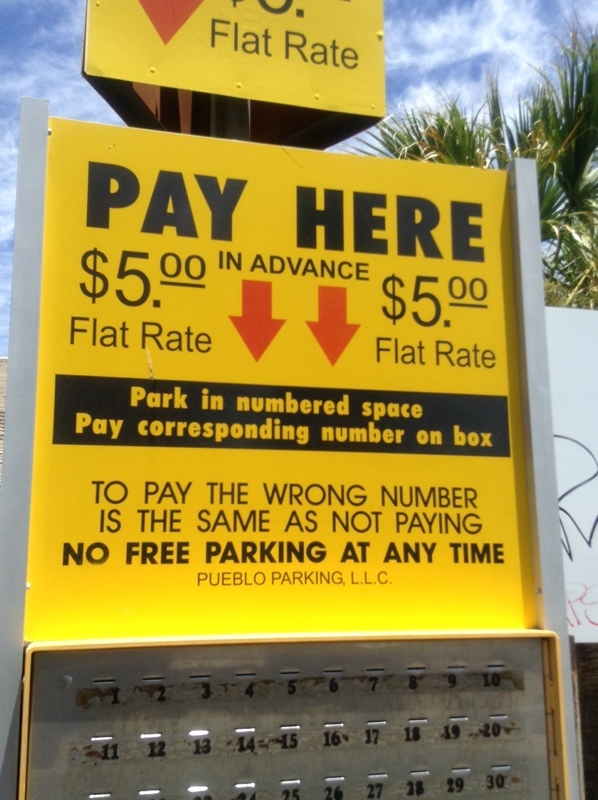 Flat Rate
PAY HERE
$5.00 IN ADVANCE $5.00
Flat Rate Flat Rate
Park in numbered space
Pay corresponding number on box
TO PAY THE WRONG NUMBER
IS THE SAME AS NOT PAYING
NO FREE PARKING AT ANY TIME
PUEBLO PARKING, L.L.C.
1 2 3 4 5 6 7 8 9 10
11 12 13 14 15 16 17 18 19 20
24 25 26 27 28 29 30